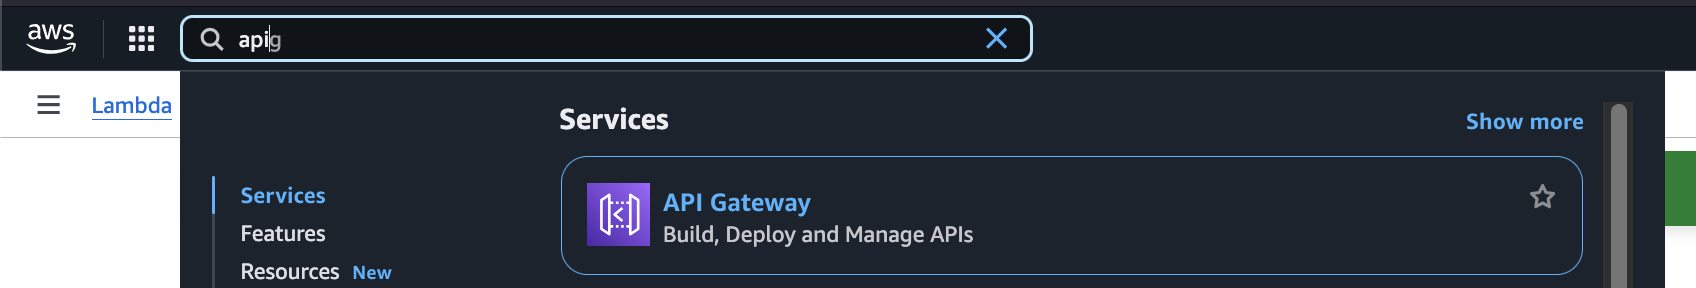 aws
apig
Lambda
Services
Show more
Services
Features
Resources New
API Gateway
Build, Deploy and Manage APIs